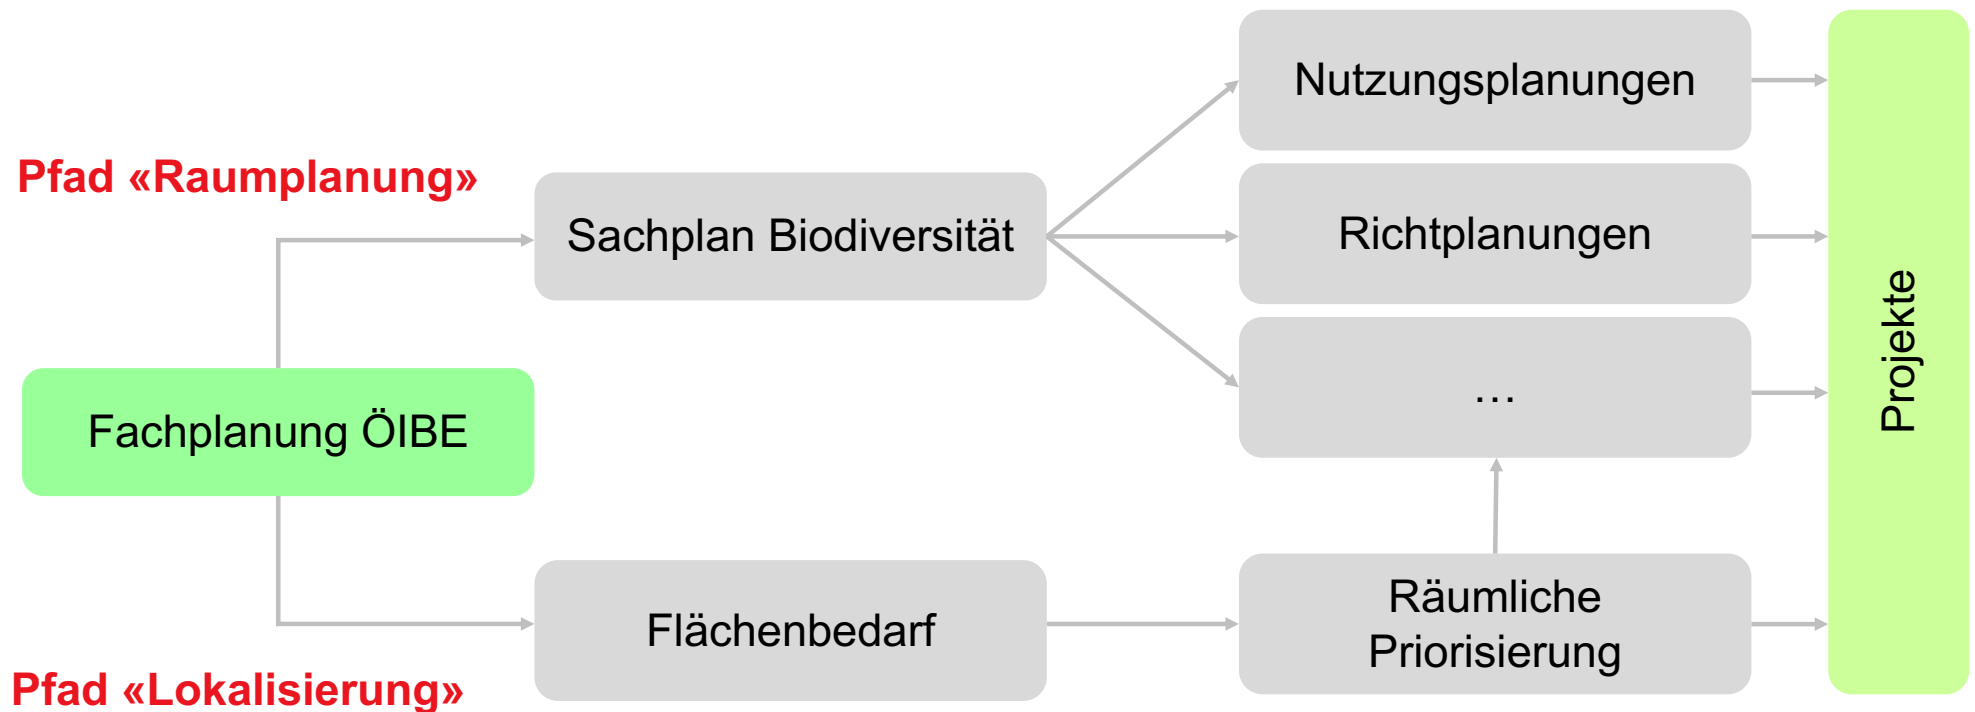 Nutzungsplanungen
Pfad «Raumplanung»
Sachplan Biodiversität
Richtplanungen
Projekte
...
Fachplanung ÖIBE
Flächenbedarf
Räumliche
Priorisierung
Pfad «Lokalisierung»